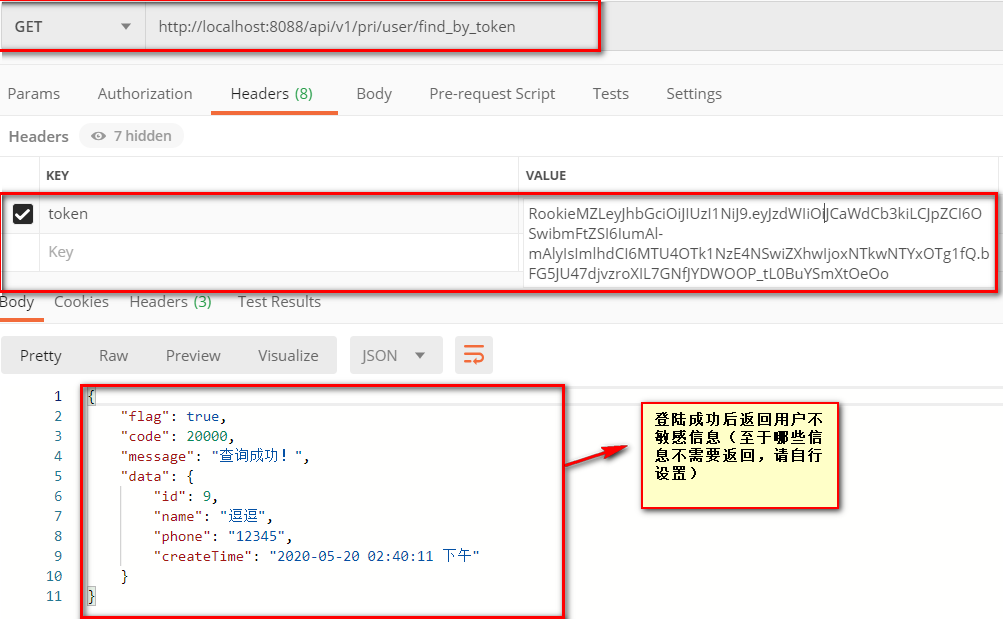 GET http://localhost:8088/api/v1/pri/user/find_by_token
Params Authorization Headers (8) Body Pre-request Script Tests Settings
Headers 7 hidden
KEY VALUE
token RookieMZLeyJhbGciOiJIUzI1NiJ9.eyJzdWIiOiJCaWdCb3kiLCJpZCI6O
SwibmFtZSI6IumAl-
Key mAlyIsImlhdCI6MTU4OTk1NzE4NSwiZXhwIjoxNTkwNTYxOTg1fQ.b
FG5JU47djvzroXIL7GNfJYDWOOP_tL0BuYSmXtOeOo
Body Cookies Headers (3) Test Results
Pretty Raw Preview Visualize JSON
1 {
2 "flag": true,
3 "code": 20000,
4 "message": "查询成功！",
5 "data": {
6 "id": 9,
7 "name": "逗逗",
8 "phone": "12345",
9 "createTime": "2020-05-20 02:40:11 下午"
10 }
11 }
登陆成功后返回用户不
敏感信息（至于哪些信
息不需要返回，请自行
设置）